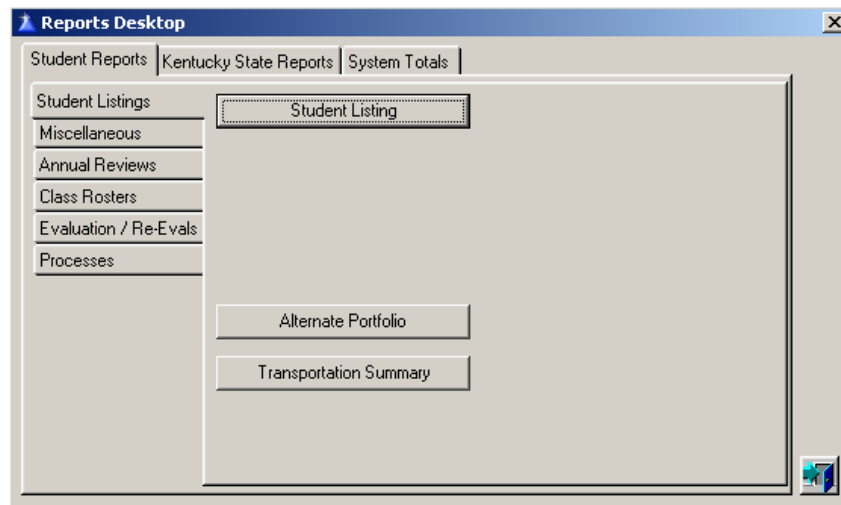 Reports Desktop
Student Reports Kentucky State Reports System Totals
Student Listings
Miscellaneous
Annual Reviews
Class Rosters
Evaluation / Re-Evals
Processes
Student Listing
Alternate Portfolio
Transportation Summary